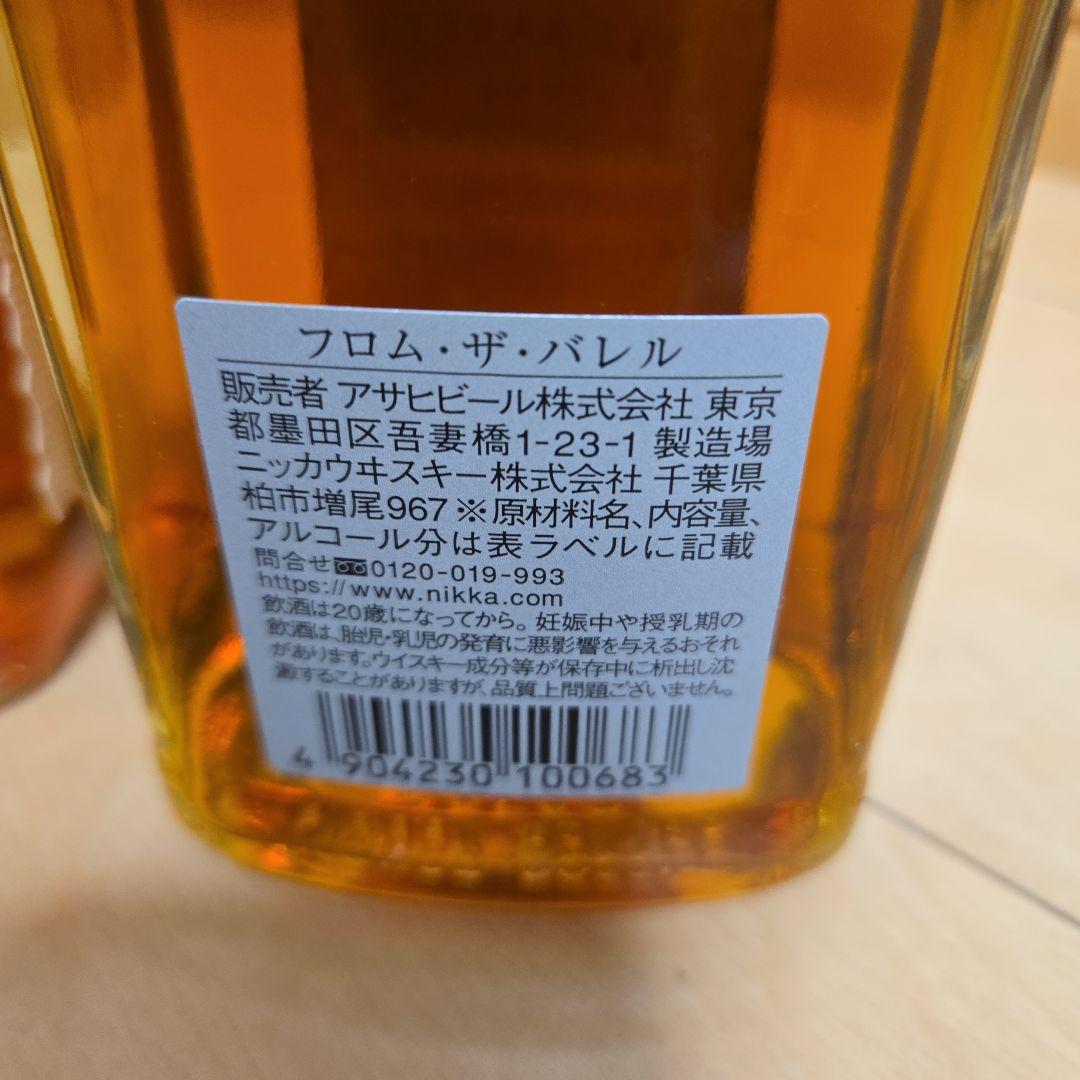 フロム・ザ・バレル
販売者 アサヒビール株式会社 東京
都墨田区吾妻橋1-23-1 製造場
ニッカウヰスキー株式会社 千葉県
柏市増尾967 ※原材料名、内容量、
アルコール分は表ラベルに記載
問合せ 0120-019-993
https://www.nikka.com
飲酒は20歳になってから。妊娠中や授乳期の
飲酒は、胎児・乳児の発育に悪影響を与えるおそれ
があります。ウイスキー成分等が保存中に析出し沈
澱することがありますが、品質上問題ございません。
4 904230 100683